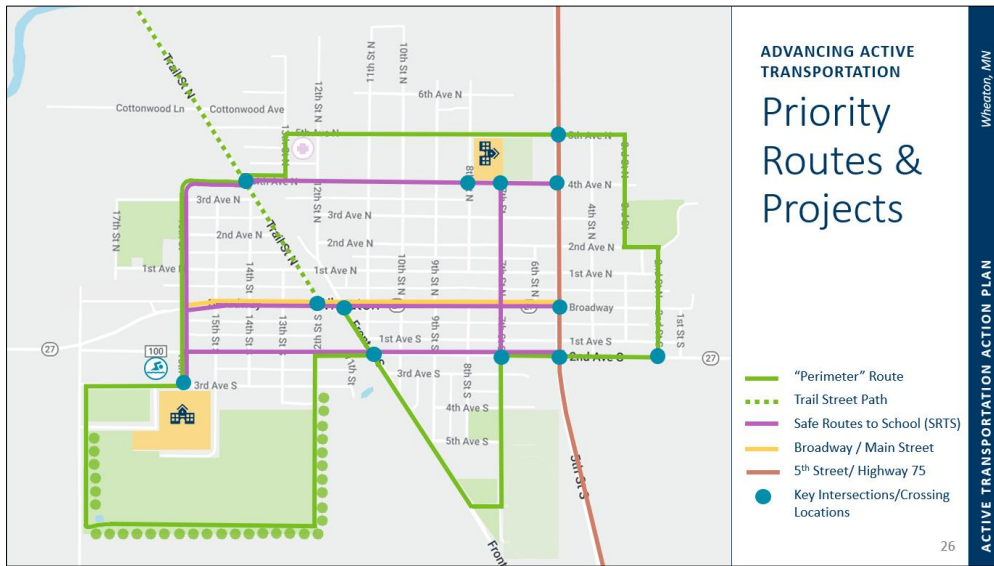 Trail St N
11th St N
10th St N
12th St N
6th Ave N
Cottonwood Ln
Cottonwood Ave
4th Ave N
3rd Ave N
12th St N
3rd Ave N
4th St N
17th St N
2nd Ave N
Trail St N
2nd Ave N
2nd Ave N
1st Ave N
14th St N
1st Ave N
10th St N
9th St N
6th St N
1st Ave N
Broadway
15th St S
14th St S
13th St S
1st Ave S
9th St S
1st Ave S
1st St S
27
100
2nd Ave S
27
3rd Ave S
3rd Ave S
8th St S
4th Ave S
5th Ave S
5th St S
Front
ADVANCING ACTIVE
TRANSPORTATION
Priority
Routes &
Projects
"Perimeter" Route
Trail Street Path
Safe Routes to School (SRTS)
Broadway / Main Street
5th Street/ Highway 75
Key Intersections/Crossing
Locations
26
Wheaton, MN
ACTIVE TRANSPORTATION ACTION PLAN